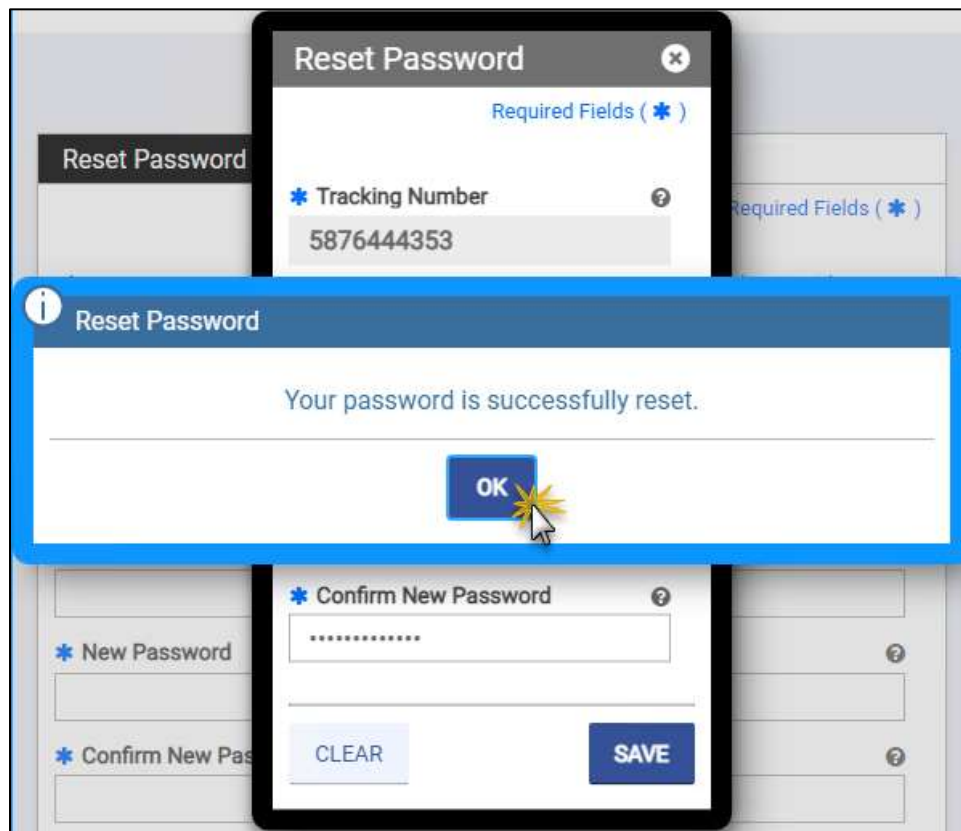 Reset Password
Required Fields ( * )
Reset Password
* Tracking Number
Required Fields ( * )
5876444353
Reset Password
Your password is successfully reset.
OK
* Confirm New Password
•••••••••••••
* New Password
* Confirm New Pas
CLEAR
SAVE